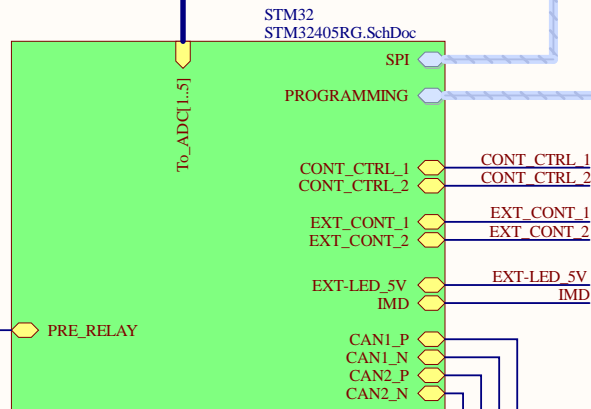 STM32
STM32405RG.SchDoc
SPI
To_ADC[1..5]
PROGRAMMING
CONT_CTRL_1 CONT_CTRL_1
CONT_CTRL_2 CONT_CTRL_2
EXT_CONT_1 EXT_CONT_1
EXT_CONT_2 EXT_CONT_2
EXT-LED_5V EXT-LED_5V
IMD IMD
PRE_RELAY
CAN1_P
CAN1_N
CAN2_P
CAN2_N